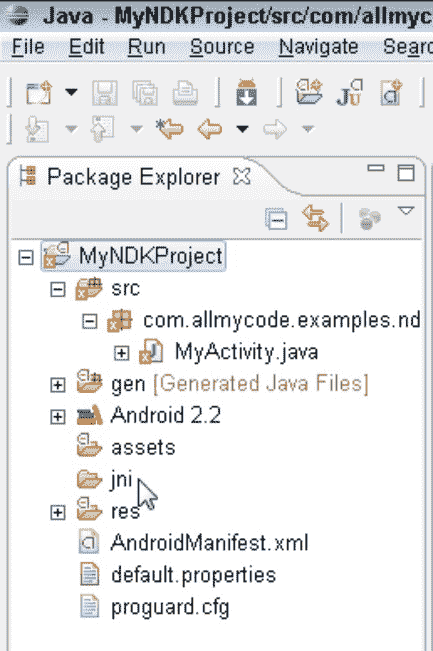 Java - MyNDKProject/src/com/allmyc
File Edit Run Source Navigate Searc
Package Explorer
MyNDKProject
src
com.allmycode.examples.nd
MyActivity.java
gen [Generated Java Files]
Android 2.2
assets
jni
res
AndroidManifest.xml
default.properties
proguard.cfg